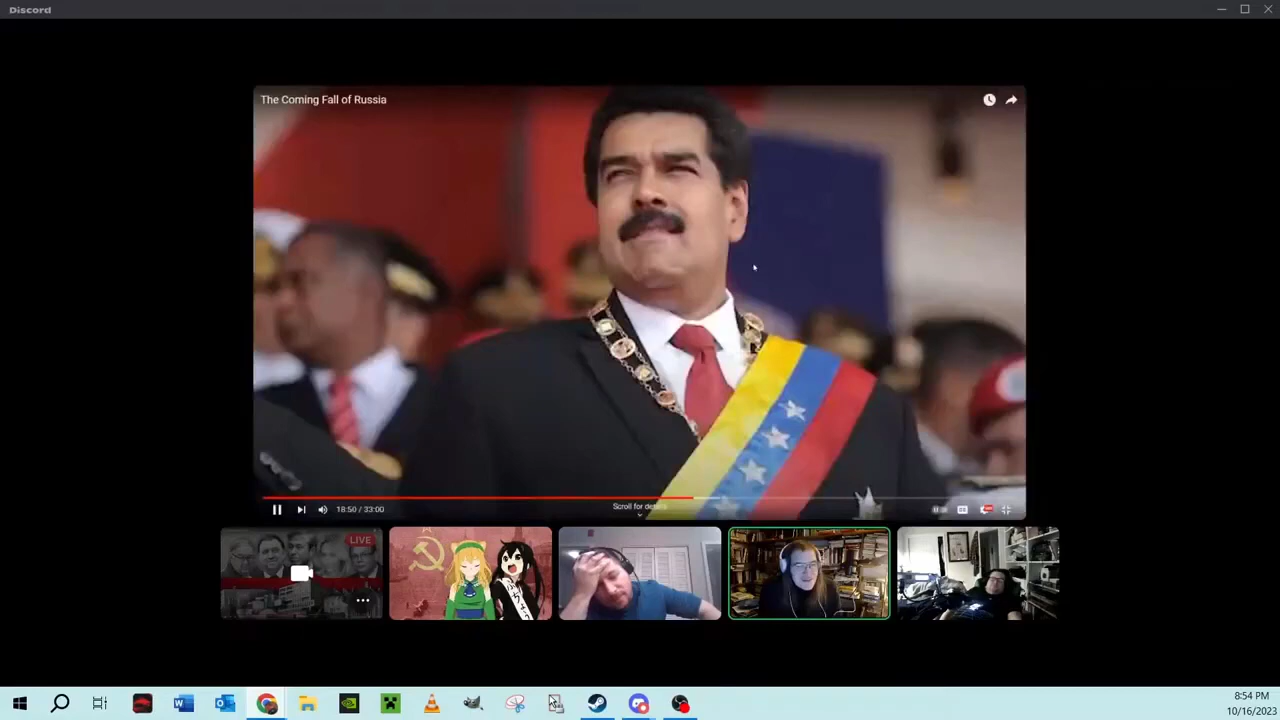 Discord
The Coming Fall of Russia
18:50 / 33:00
Scroll for details
LIVE
8:54 PM
10/16/2023